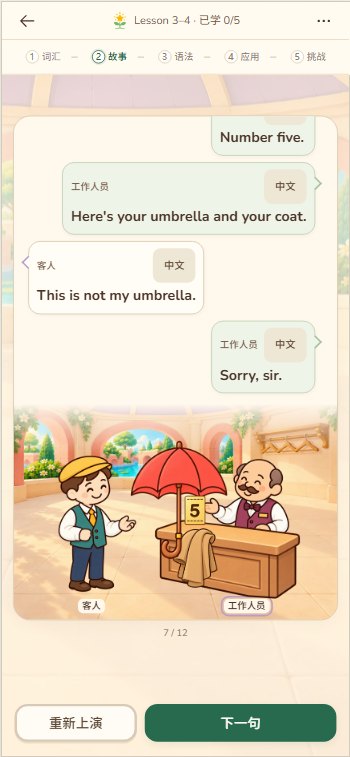 Lesson 3–4 · 已学 0/5
1 词汇 2 故事 3 语法 4 应用 5 挑战
Number five.
工作人员 中文
Here's your umbrella and your coat.
客人 中文
This is not my umbrella.
工作人员 中文
Sorry, sir.
5
客人 工作人员
7 / 12
重新上演 下一句